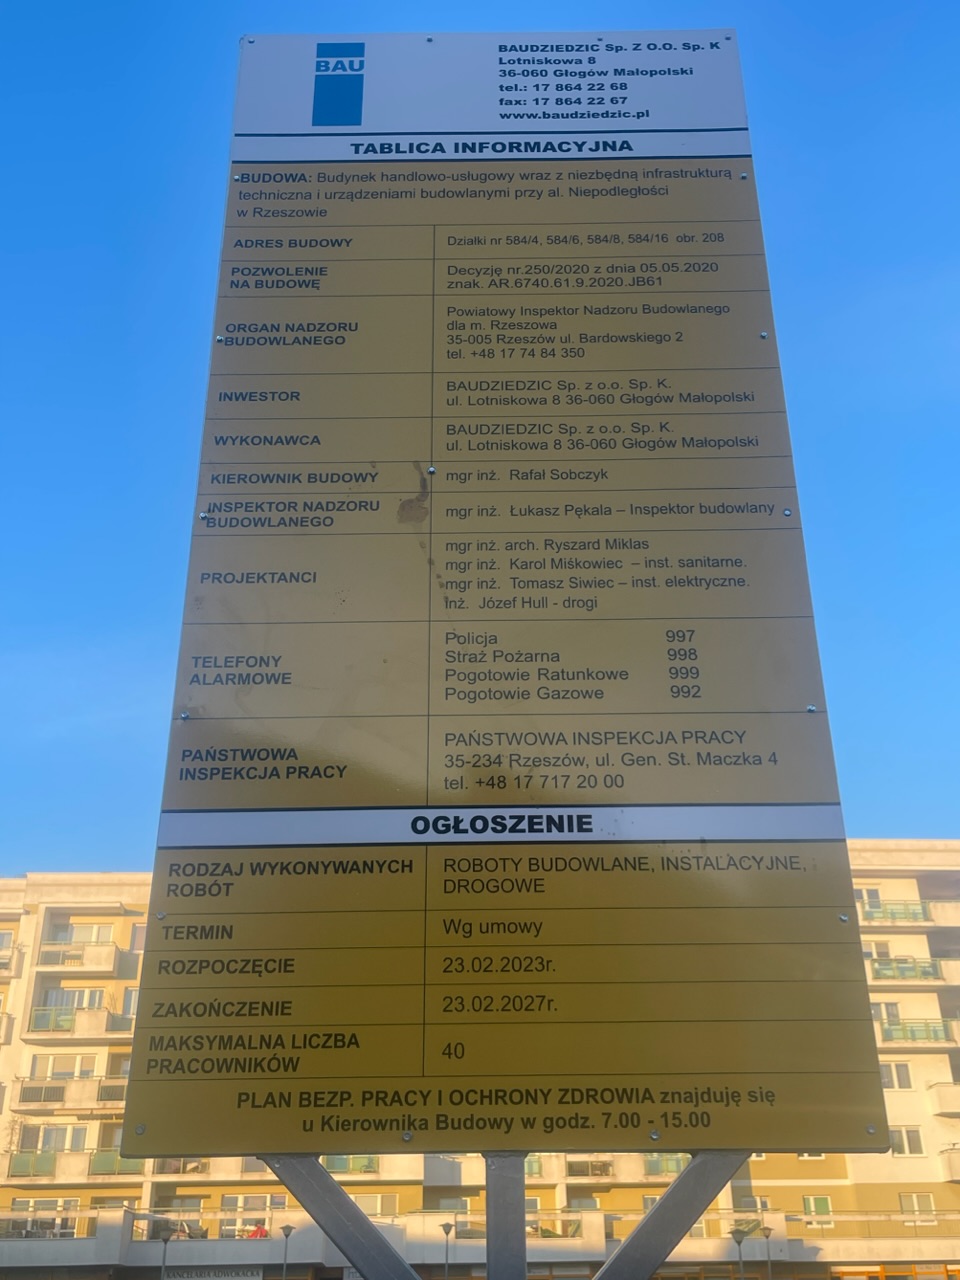 BAU
BAUDZIEDZIC Sp. Z O.O. Sp. K
Lotniskowa 8
36-060 Głogów Małopolski
tel.: 17 864 22 68
fax: 17 864 22 67
www.baudziedzic.pl
TABLICA INFORMACYJNA
BUDOWA: Budynek handlowo-usługowy wraz z niezbędną infrastrukturą
techniczna i urządzeniami budowlanymi przy al. Niepodległości
w Rzeszowie
ADRES BUDOWY
Działki nr 584/4, 584/6, 584/8, 584/16 obr. 208
POZWOLENIE
NA BUDOWĘ
Decyzję nr.250/2020 z dnia 05.05.2020
znak. AR.6740.61.9.2020.JB61
ORGAN NADZORU
BUDOWLANEGO
Powiatowy Inspektor Nadzoru Budowlanego
dla m. Rzeszowa
35-005 Rzeszów ul. Bardowskiego 2
tel. +48 17 74 84 350
INWESTOR
BAUDZIEDZIC Sp. z o.o. Sp. K.
ul. Lotniskowa 8 36-060 Głogów Małopolski
WYKONAWCA
BAUDZIEDZIC Sp. z o.o. Sp. K.
ul. Lotniskowa 8 36-060 Głogów Małopolski
KIEROWNIK BUDOWY
mgr inż. Rafał Sobczyk
INSPEKTOR NADZORU
BUDOWLANEGO
mgr inż. Łukasz Pękala – Inspektor budowlany
PROJEKTANCI
mgr inż. arch. Ryszard Miklas
mgr inż. Karol Miśkowiec – inst. sanitarne.
mgr inż. Tomasz Siwiec – inst. elektryczne.
inż. Józef Hull - drogi
TELEFONY
ALARMOWE
Policja 997
Straż Pożarna 998
Pogotowie Ratunkowe 999
Pogotowie Gazowe 992
PAŃSTWOWA
INSPEKCJA PRACY
PAŃSTWOWA INSPEKCJA PRACY
35-234 Rzeszów, ul. Gen. St. Maczka 4
tel. +48 17 717 20 00
OGŁOSZENIE
RODZAJ WYKONYWANYCH
ROBÓT
ROBOTY BUDOWLANE, INSTALACYJNE,
DROGOWE
TERMIN
Wg umowy
ROZPOCZĘCIE
23.02.2023r.
ZAKOŃCZENIE
23.02.2027r.
MAKSYMALNA LICZBA
PRACOWNIKÓW
40
PLAN BEZP. PRACY I OCHRONY ZDROWIA znajduję się
u Kierownika Budowy w godz. 7.00 - 15.00
KANCELARIA ADWOKACKA